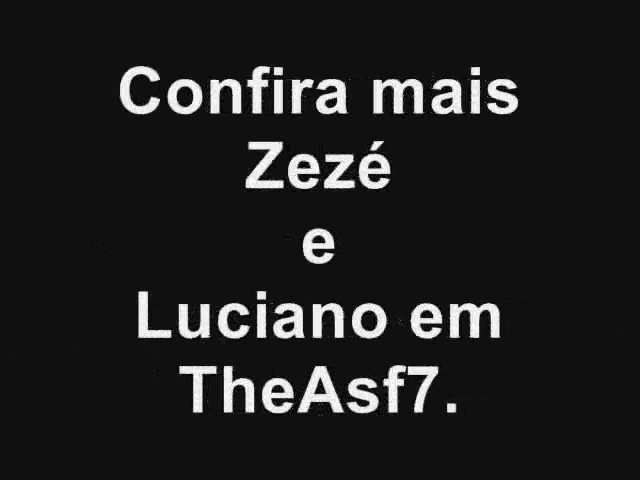 Confira mais
Zezé
e
Luciano em
TheAsf7.